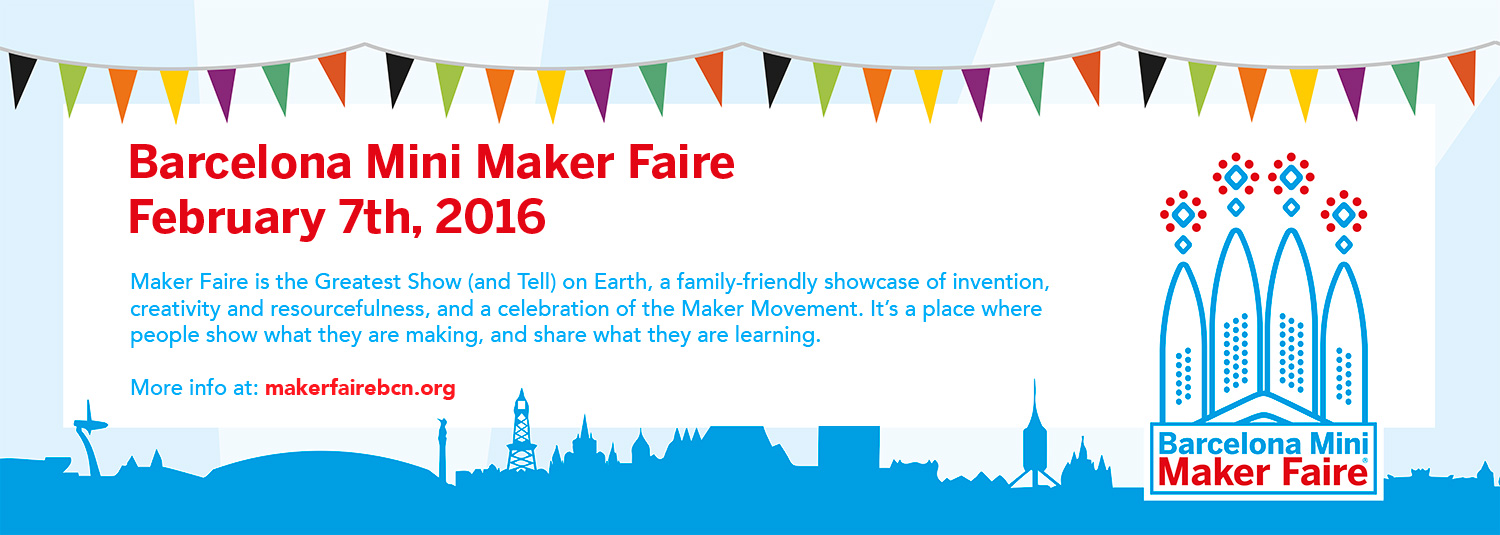 Barcelona Mini Maker Faire
February 7th, 2016
Maker Faire is the Greatest Show (and Tell) on Earth, a family-friendly showcase of invention,
creativity and resourcefulness, and a celebration of the Maker Movement. It’s a place where
people show what they are making, and share what they are learning.
More info at: makerfairebcn.org
Barcelona Mini
Maker Faire®